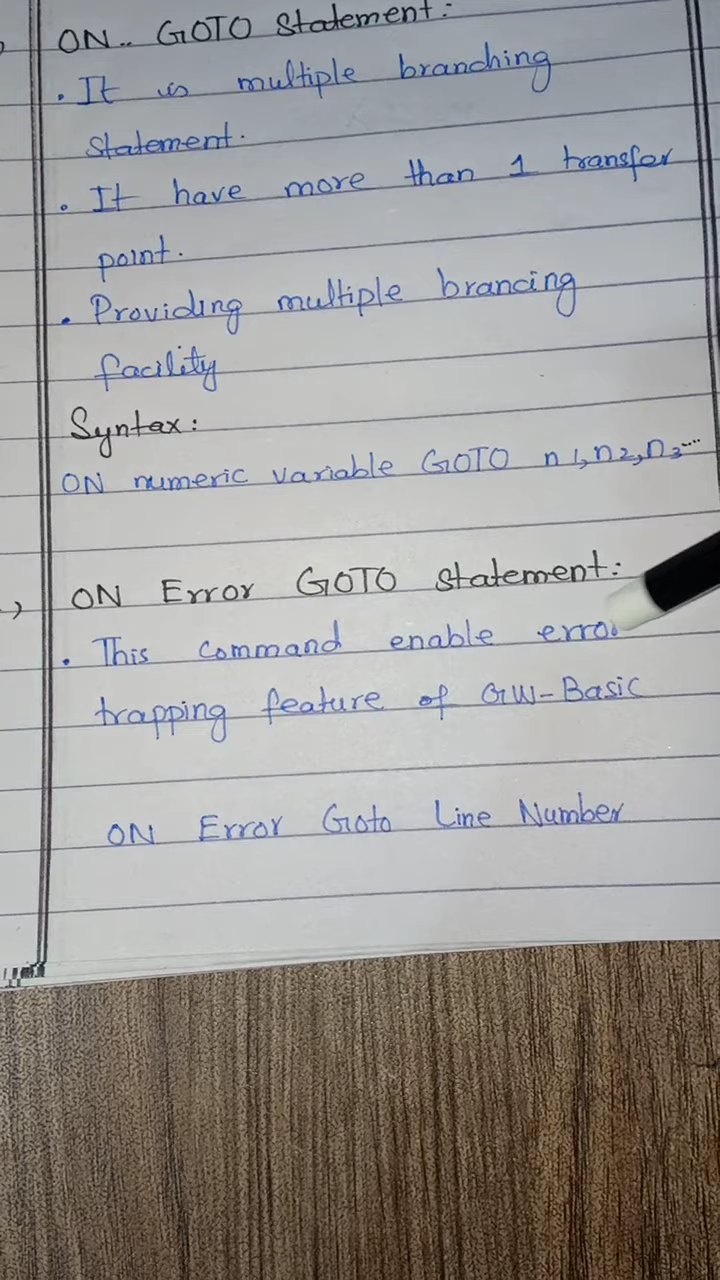 ON.. GOTO Statement:
. It is multiple branching
Statement.
. It have more than 1 transfer
point.
. Providing multiple brancing
facility
Syntax:
ON numeric variable GOTO n1,n2,n3....
ON Error GOTO Statement:
. This command enable
trapping feature of GW-Basic
ON Error Goto Line Number